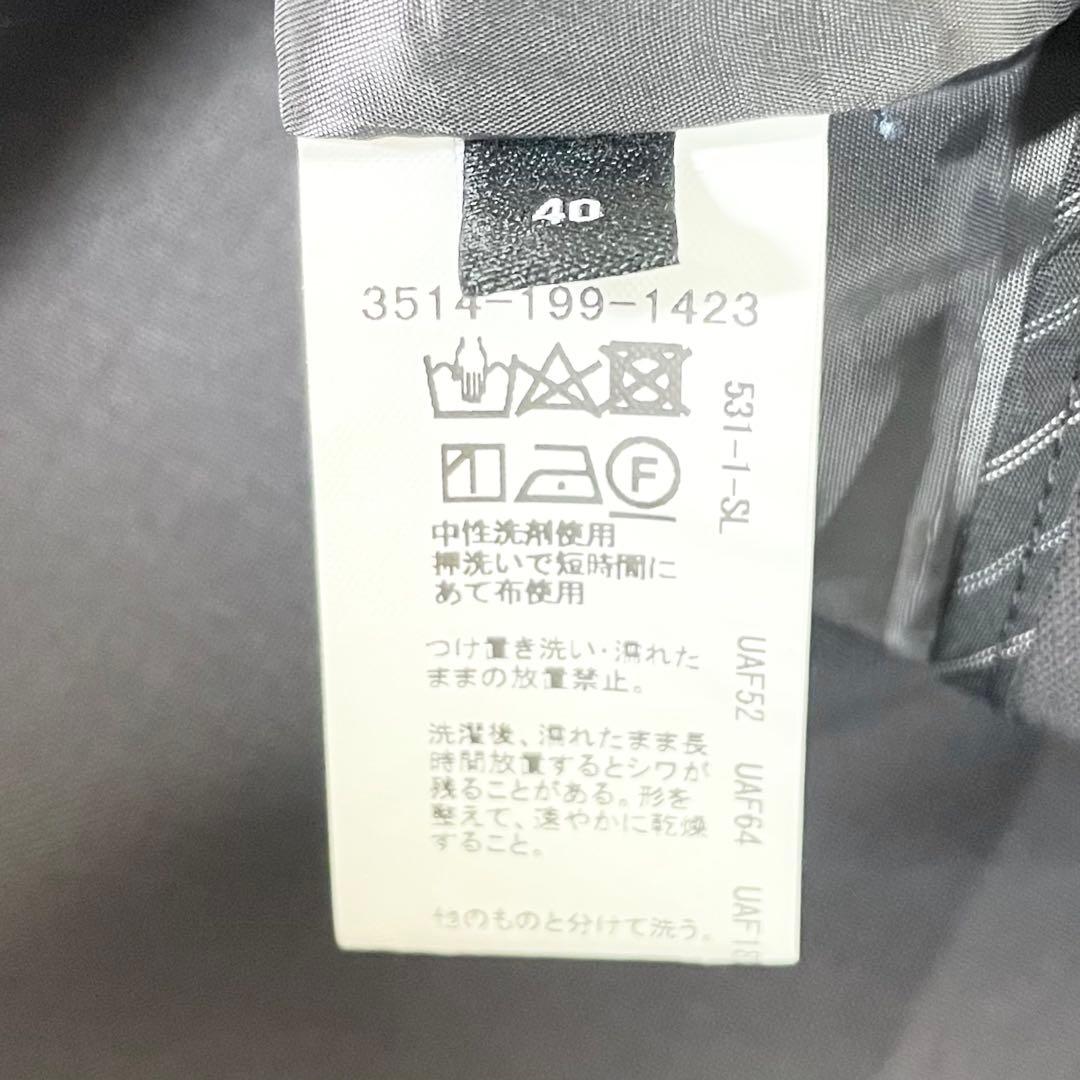 40
3514-199-1423
F
中性洗剤使用
押洗いで短時間に
あて布使用
つけ置き洗い・濡れた
ままの放置禁止。
洗濯後、濡れたまま長
時間放置するとシワが
残ることがある。形を
整えて、速やかに乾燥
すること。
他のものと分けて洗う。
531-1-SL
UAF52 UAF64